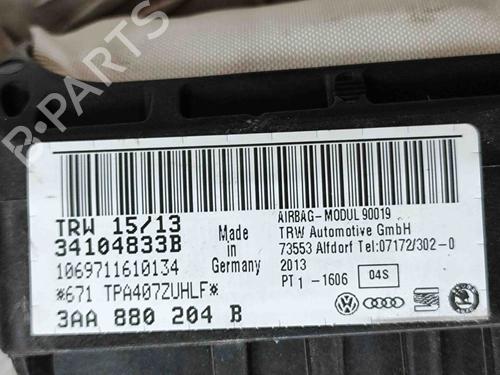 B-PARTS
TRW 15/13
34104833B
1069711610134
*671 TPA407ZUHLF*
3AA 880 204 B
Made
in
Germany
AIRBAG-MODUL 90019
TRW Automotive GmbH
73553 Alfdorf Tel:07172/302-0
2013
PT1 -1606
04S